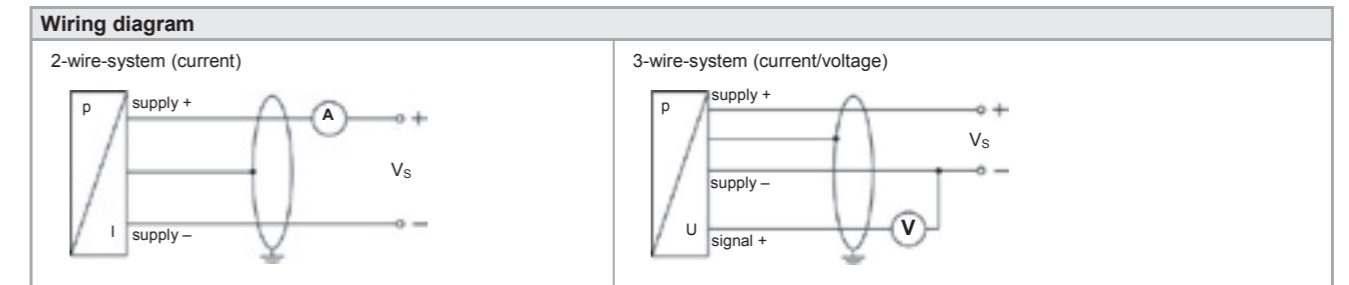 Wiring diagram
2-wire-system (current)
p
supply +
A
+
VS
I
supply –
–
3-wire-system (current/voltage)
p
supply +
+
VS
supply –
–
U
signal +
V